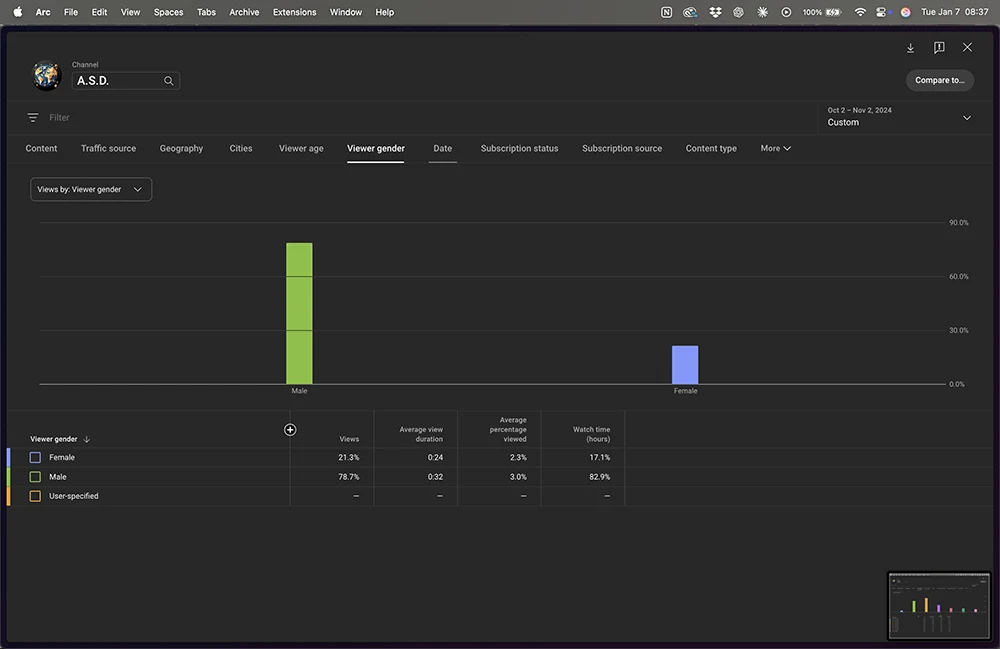 Arc File Edit View Spaces Tabs Archive Extensions Window Help 100% Tue Jan 7 08:37
Channel
A.S.D.
Compare to...
Filter
Oct 2 – Nov 2, 2024
Custom
Content Traffic source Geography Cities Viewer age Viewer gender Date Subscription status Subscription source Content type More
Views by: Viewer gender
90.0%
60.0%
30.0%
0.0%
Male Female
Viewer gender Views Average view duration Average percentage viewed Watch time (hours)
Female 21.3% 0:24 2.3% 17.1%
Male 78.7% 0:32 3.0% 82.9%
User-specified — — — —